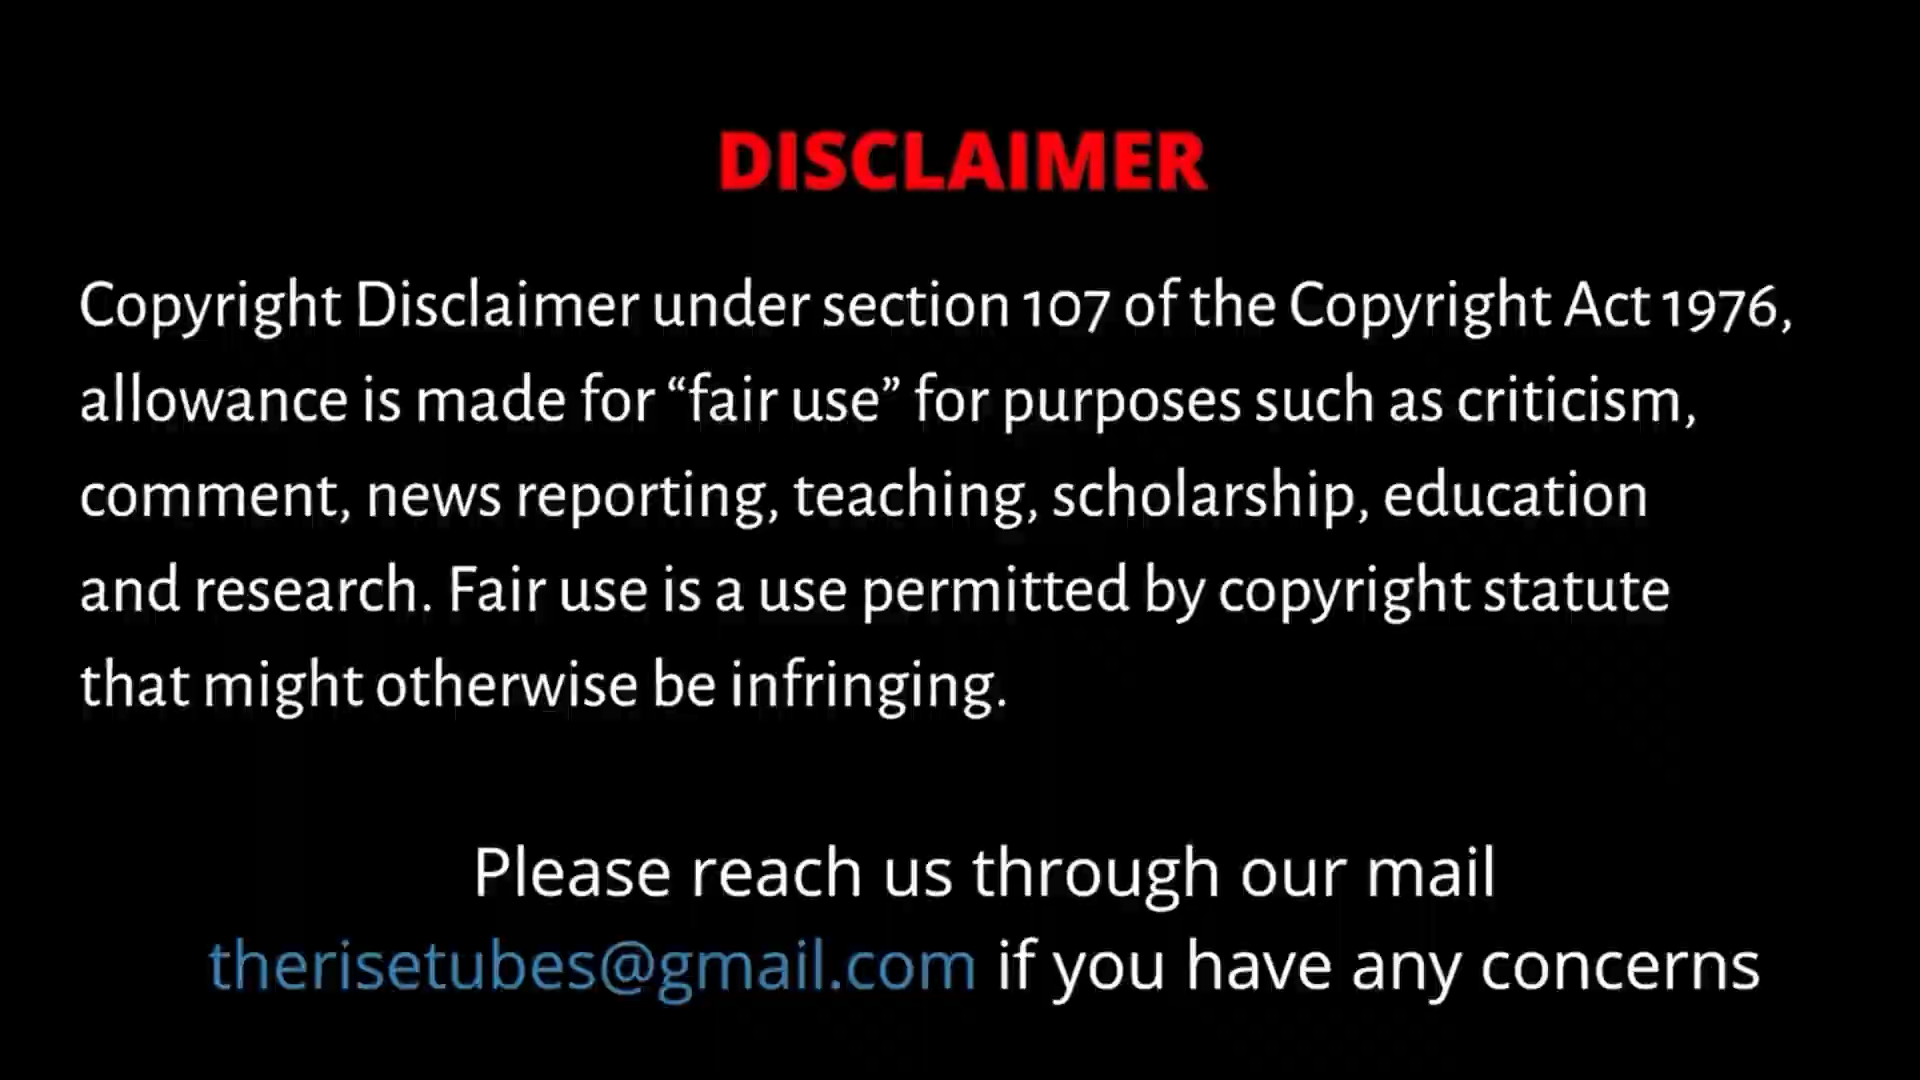 DISCLAIMER
Copyright Disclaimer under section 107 of the Copyright Act 1976,
allowance is made for “fair use” for purposes such as criticism,
comment, news reporting, teaching, scholarship, education
and research. Fair use is a use permitted by copyright statute
that might otherwise be infringing.
Please reach us through our mail
therisetubes@gmail.com if you have any concerns